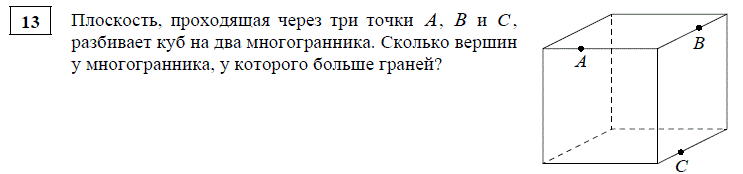 13 Плоскость, проходящая через три точки A, B и C,
разбивает куб на два многогранника. Сколько вершин
у многогранника, у которого больше граней?
A
B
C